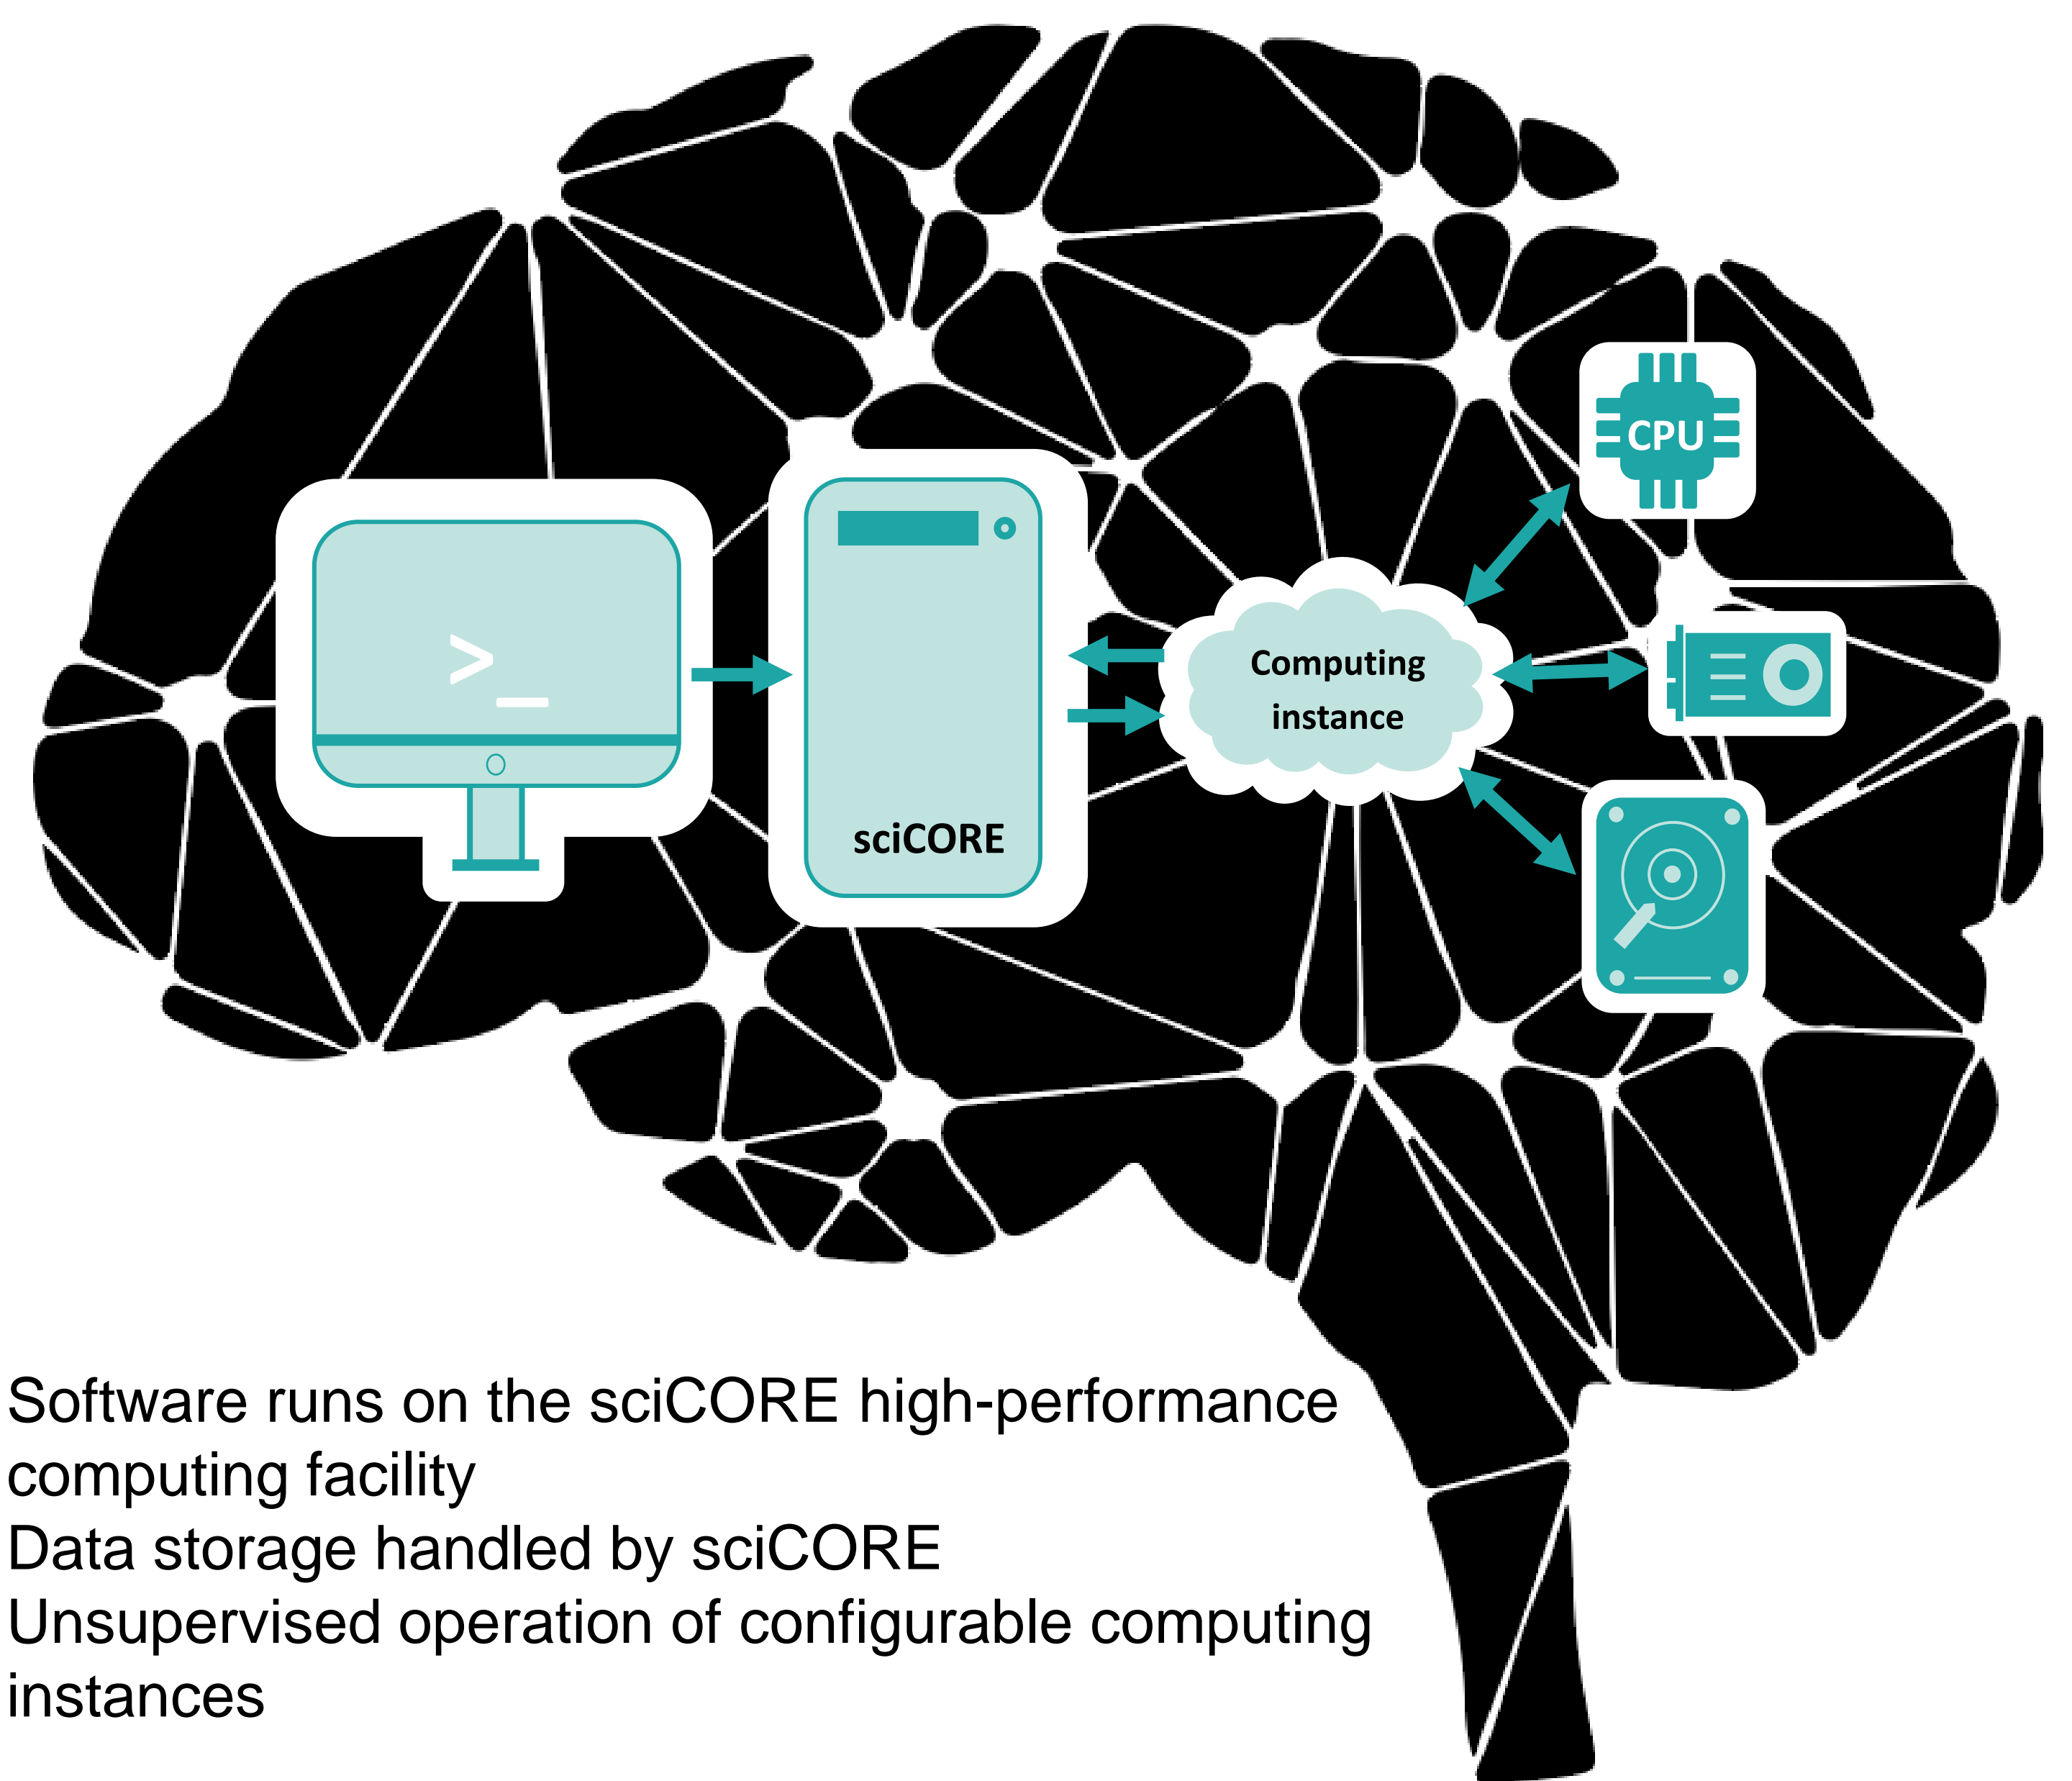 CPU
>_
Computing
instance
sciCORE
Software runs on the sciCORE high-performance
computing facility
Data storage handled by sciCORE
Unsupervised operation of configurable computing
instances